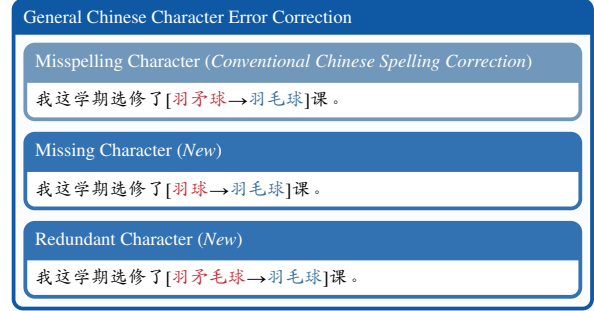 General Chinese Character Error Correction
Misspelling Character (Conventional Chinese Spelling Correction)
我这学期选修了[羽矛球→羽毛球]课。
Missing Character (New)
我这学期选修了[羽球→羽毛球]课。
Redundant Character (New)
我这学期选修了[羽矛毛球→羽毛球]课。